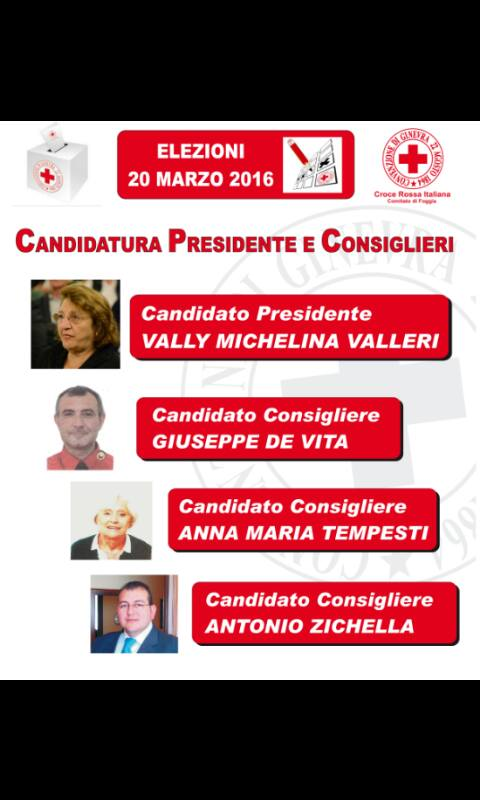 ELEZIONI
20 MARZO 2016
CONVENZIONE DI GINEVRA 22 AGOSTO 1864
Croce Rossa Italiana
Comitato di Foggia
CANDIDATURA PRESIDENTE E CONSIGLIERI
Candidato Presidente
VALLY MICHELINA VALLERI
Candidato Consigliere
GIUSEPPE DE VITA
Candidato Consigliere
ANNA MARIA TEMPESTI
Candidato Consigliere
ANTONIO ZICHELLA